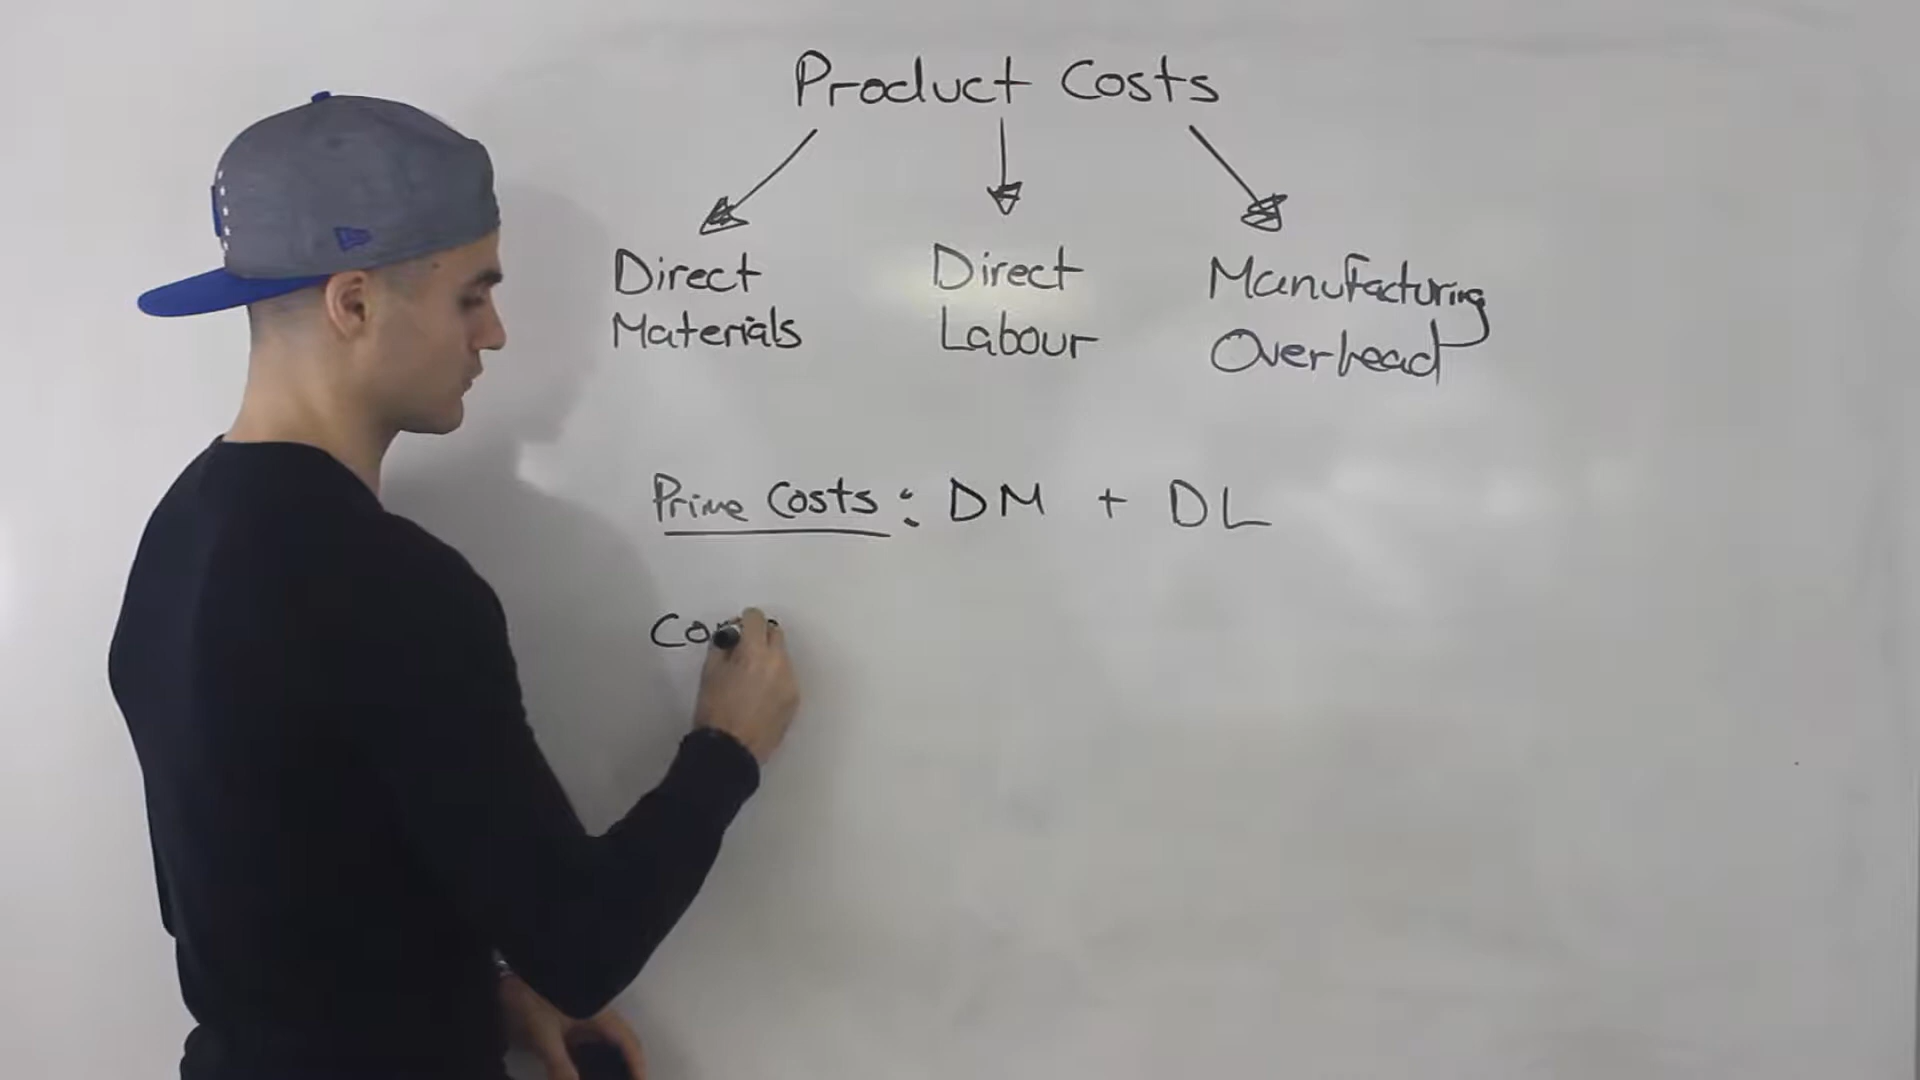 Product Costs
Direct
Materials
Direct
Labour
Manufacturing
Overhead
Prime Costs : DM + DL
Co